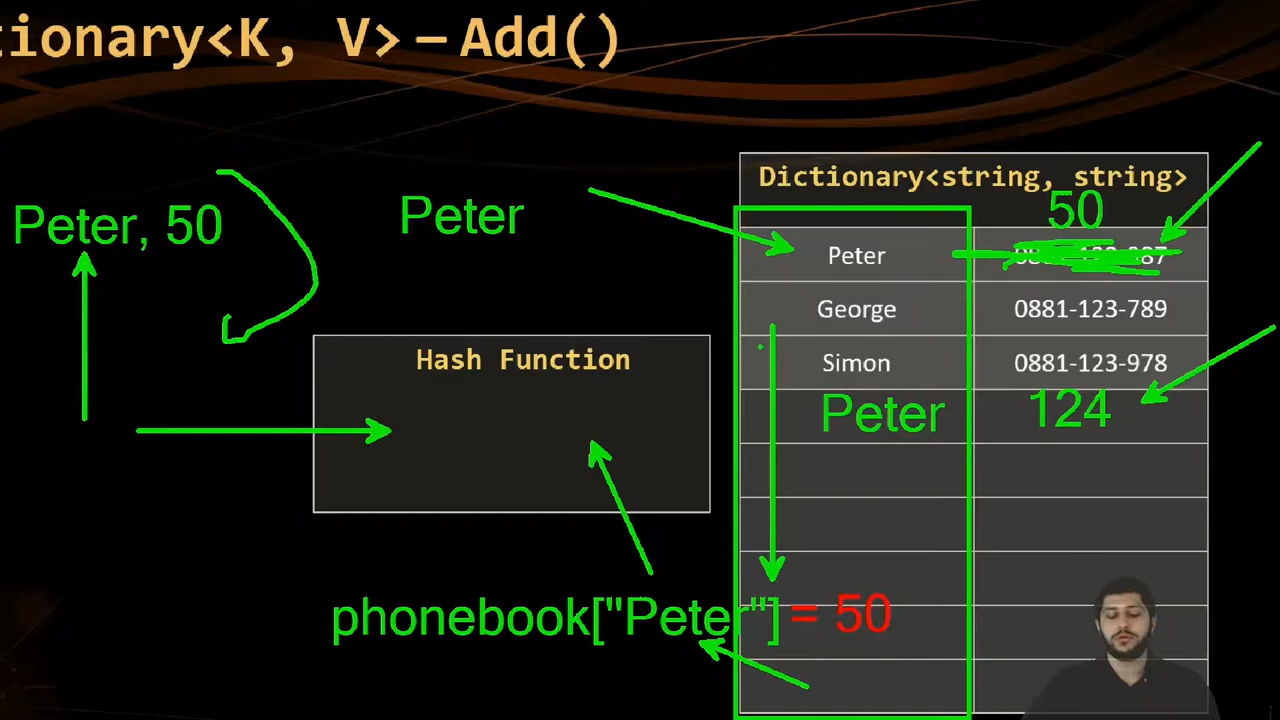 tionary<K, V> – Add()
Dictionary<string, string>
Peter, 50
Peter
50
Peter
George 0881-123-789
Hash Function
Simon 0881-123-978
Peter 124
phonebook["Peter"] = 50